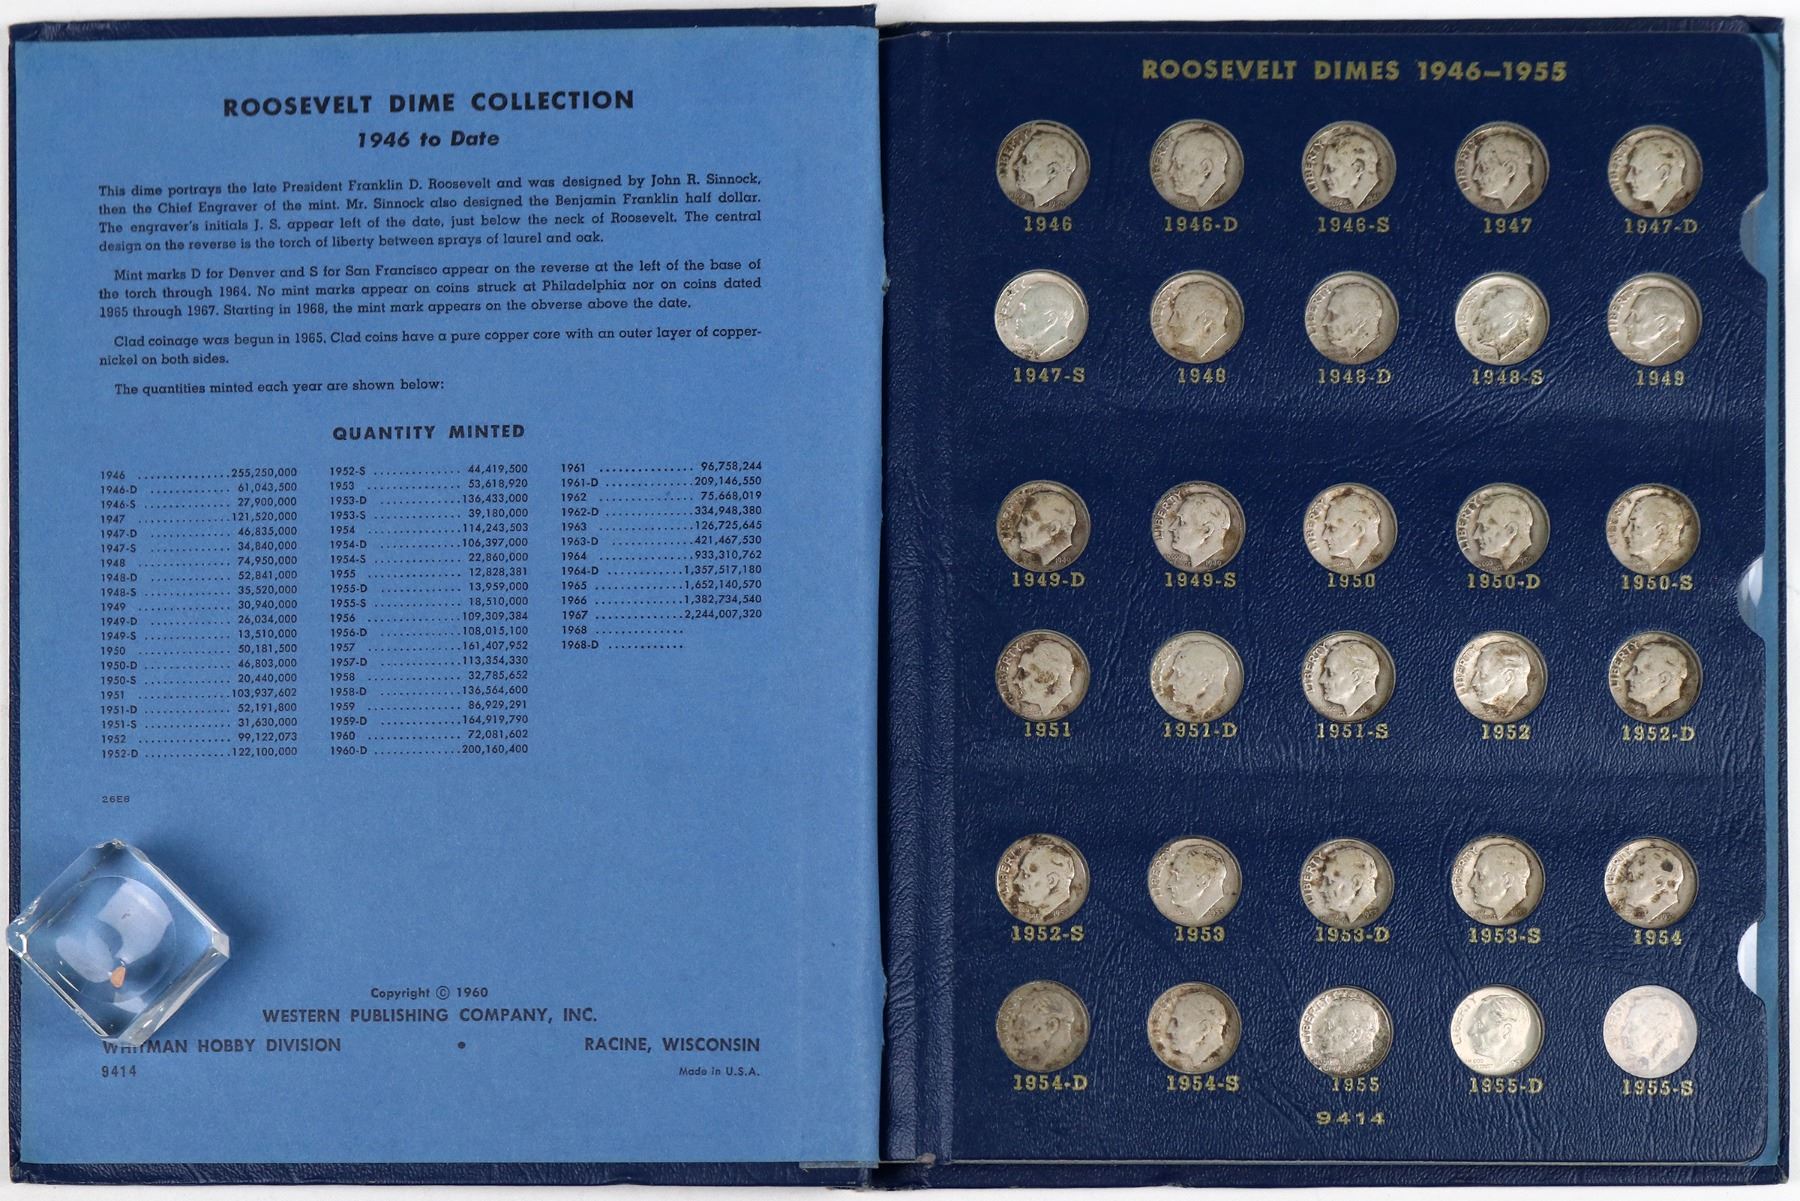 ROOSEVELT DIME COLLECTION
1946 to Date
This dime portrays the late President Franklin D. Roosevelt and was designed by John R. Sinnock,
then the Chief Engraver of the mint. Mr. Sinnock also designed the Benjamin Franklin half dollar.
The engraver's initials J. S. appear left of the date, just below the neck of Roosevelt. The central
design on the reverse is the torch of liberty between sprays of laurel and oak.
Mint marks D for Denver and S for San Francisco appear on the reverse at the left of the base of
the torch through 1964. No mint marks appear on coins struck at Philadelphia nor on coins dated
1965 through 1967. Starting in 1968, the mint mark appears on the obverse above the date.
Clad coinage was begun in 1965. Clad coins have a pure copper core with an outer layer of copper-
nickel on both sides.
The quantities minted each year are shown below:
QUANTITY MINTED
1946 ..............255,250,000
1946-D ............. 61,043,500
1946-S ............. 27,900,000
1947 ..............121,520,000
1947-D ............. 46,835,000
1947-S ............. 34,840,000
1948 ............... 74,950,000
1948-D ............. 52,841,000
1948-S ............. 35,520,000
1949 ............... 30,940,000
1949-D ............. 26,034,000
1949-S ............. 13,510,000
1950 ............... 50,181,500
1950-D ............. 46,803,000
1950-S ............. 20,440,000
1951 ..............103,937,602
1951-D ............. 52,191,800
1951-S ............. 31,630,000
1952 ............... 99,122,073
1952-D .............122,100,000
1952-S ............. 44,419,500
1953 ............... 53,618,920
1953-D .............136,433,000
1953-S ............. 39,180,000
1954 ...............114,243,503
1954-D .............106,397,000
1954-S ............. 22,860,000
1955 ............... 12,828,381
1955-D ............. 13,959,000
1955-S ............. 18,510,000
1956 ...............109,309,384
1956-D .............108,015,100
1957 ...............161,407,952
1957-D .............113,354,330
1958 ............... 32,785,652
1958-D .............136,564,600
1959 ............... 86,929,291
1959-D .............164,919,790
1960 ............... 72,081,602
1960-D .............200,160,400
1961 ............... 96,758,244
1961-D .............209,146,550
1962 ............... 75,668,019
1962-D .............334,948,380
1963 ..............126,725,645
1963-D .............421,467,530
1964 ..............933,310,762
1964-D ............1,357,517,180
1965 .............1,652,140,570
1966 .............1,382,734,540
1967 .............2,244,007,320
1968 .............
1968-D ............
26E8
Copyright © 1960
WESTERN PUBLISHING COMPANY, INC.
WHITMAN HOBBY DIVISION • RACINE, WISCONSIN
9414 Made in U.S.A.
ROOSEVELT DIMES 1946–1955
1946 1946-D 1946-S 1947 1947-D
1947-S 1948 1948-D 1948-S 1949
1949-D 1949-S 1950 1950-D 1950-S
1951 1951-D 1951-S 1952 1952-D
1952-S 1953 1953-D 1953-S 1954
1954-D 1954-S 1955 1955-D 1955-S
9414